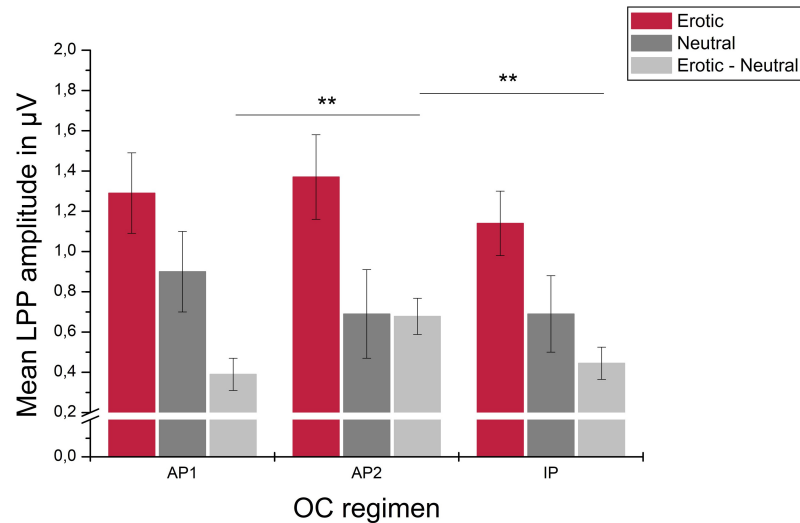 Erotic
Neutral
Erotic - Neutral
Mean LPP amplitude in µV
2,0
1,8
1,6
1,4
1,2
1,0
0,8
0,6
0,4
0,2
0,0
**
**
AP1
AP2
IP
OC regimen